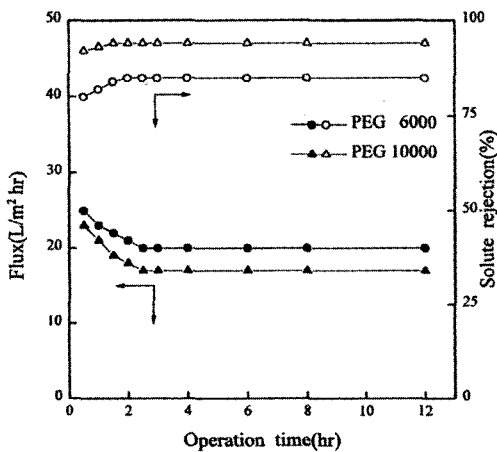 50
40
30
20
10
0
Flux(L/m² hr)
100
75
50
25
0
Solute rejection(%)
PEG 6000
PEG 10000
0 2 4 6 8 10 12
Operation time(hr)